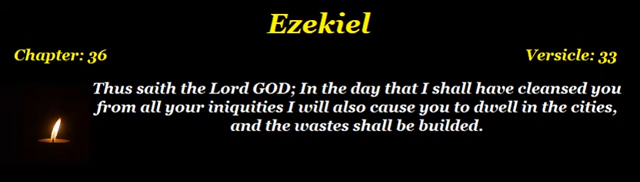 Ezekiel
Chapter: 36
Versicle: 33
Thus saith the Lord GOD; In the day that I shall have cleansed you
from all your iniquities I will also cause you to dwell in the cities,
and the wastes shall be builded.